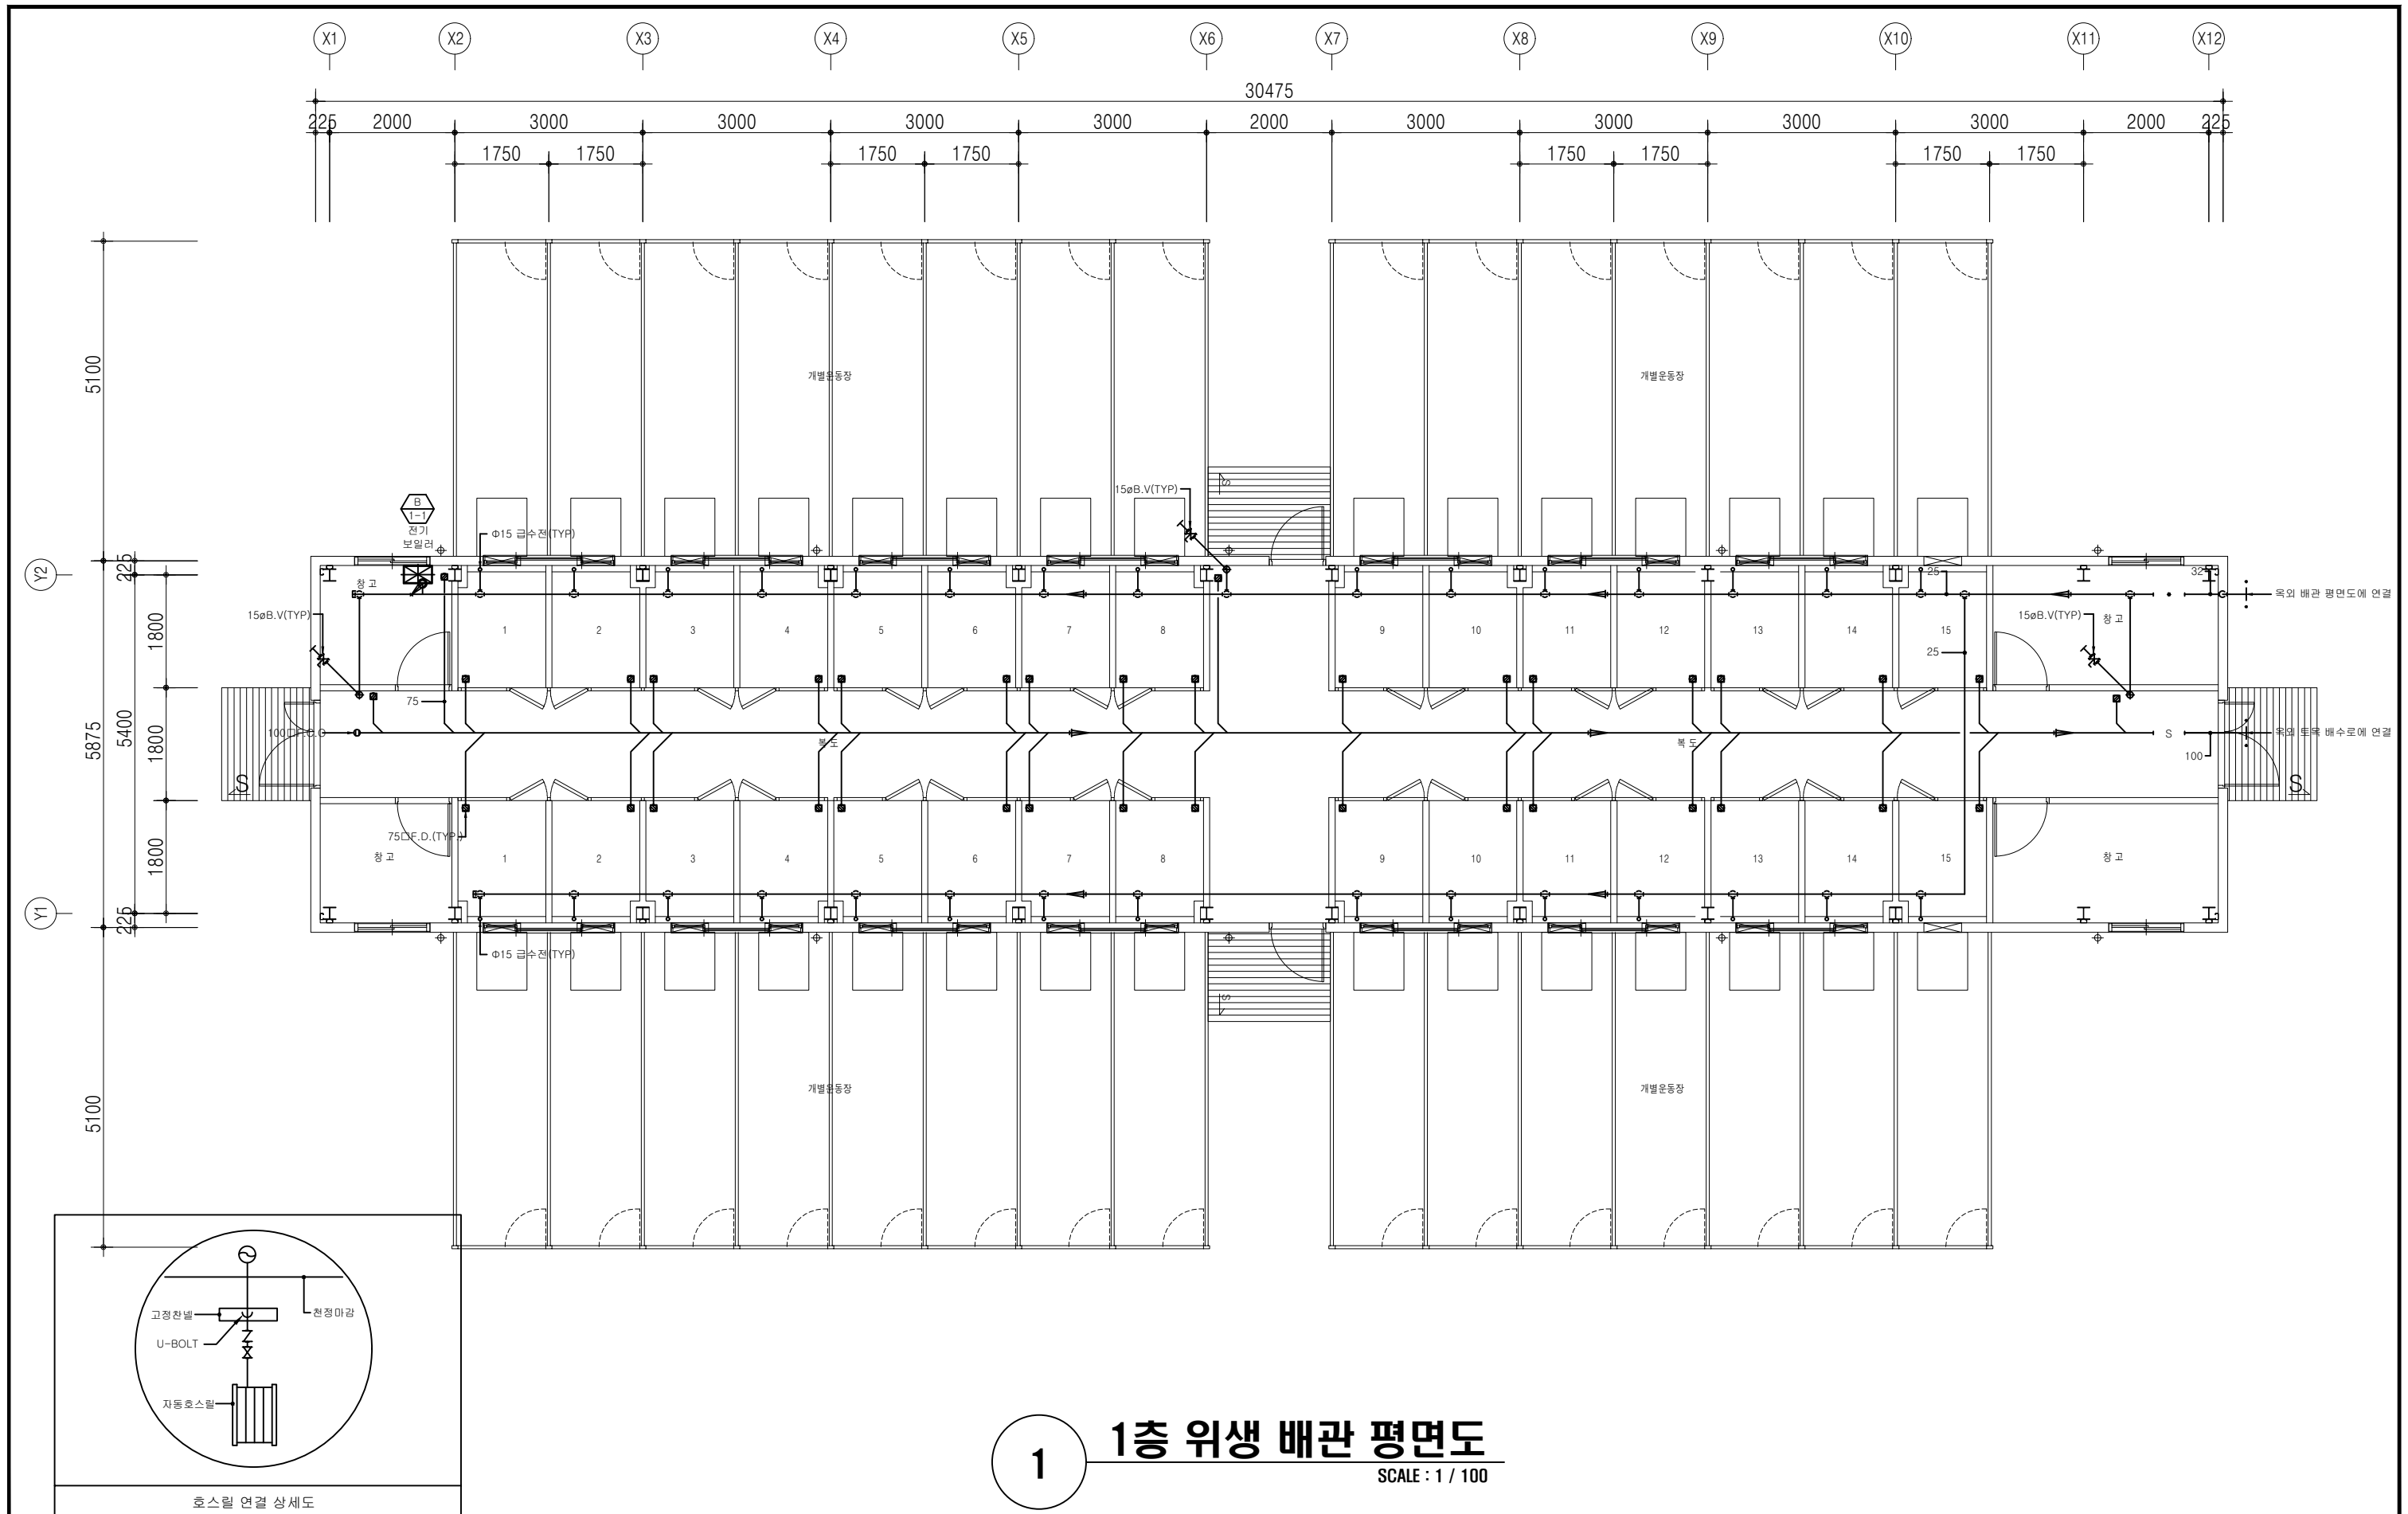 X1 X2 X3 X4 X5 X6 X7 X8 X9 X10 X11 X12
30475
225 2000 3000 3000 3000 3000 2000 3000 3000 3000 3000 2000 225
1750 1750 1750 1750 1750 1750 1750 1750
5100
개별운동장 개별운동장
15øB.V(TYP)
S
B
1-1
전기
보일러
Φ15 급수전(TYP)
Y2
225
창고
25
32
옥외 배관 평면도에 연결
15øB.V(TYP)
15øB.V(TYP)
창고
1800
1 2 3 4 5 6 7 8 9 10 11 12 13 14 15
25
75
5875
5400
1800
100□F.C.O
복도 복도
S
옥외 토목 배수로에 연결
100
S
S
75□F.D.(TYP.)
1800
창고
1 2 3 4 5 6 7 8 9 10 11 12 13 14 15
창고
Y1
225
Φ15 급수전(TYP)
S
5100
개별운동장 개별운동장
고정찬넬
천정마감
U-BOLT
자동호스릴
호스릴 연결 상세도
1
1층 위생 배관 평면도
SCALE : 1 / 100